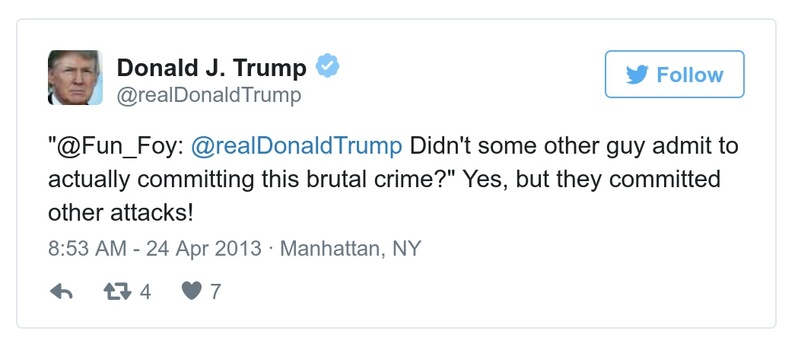 Donald J. Trump
@realDonaldTrump
Follow
"@Fun_Foy: @realDonaldTrump Didn't some other guy admit to
actually committing this brutal crime?" Yes, but they committed
other attacks!
8:53 AM - 24 Apr 2013 · Manhattan, NY
4 7